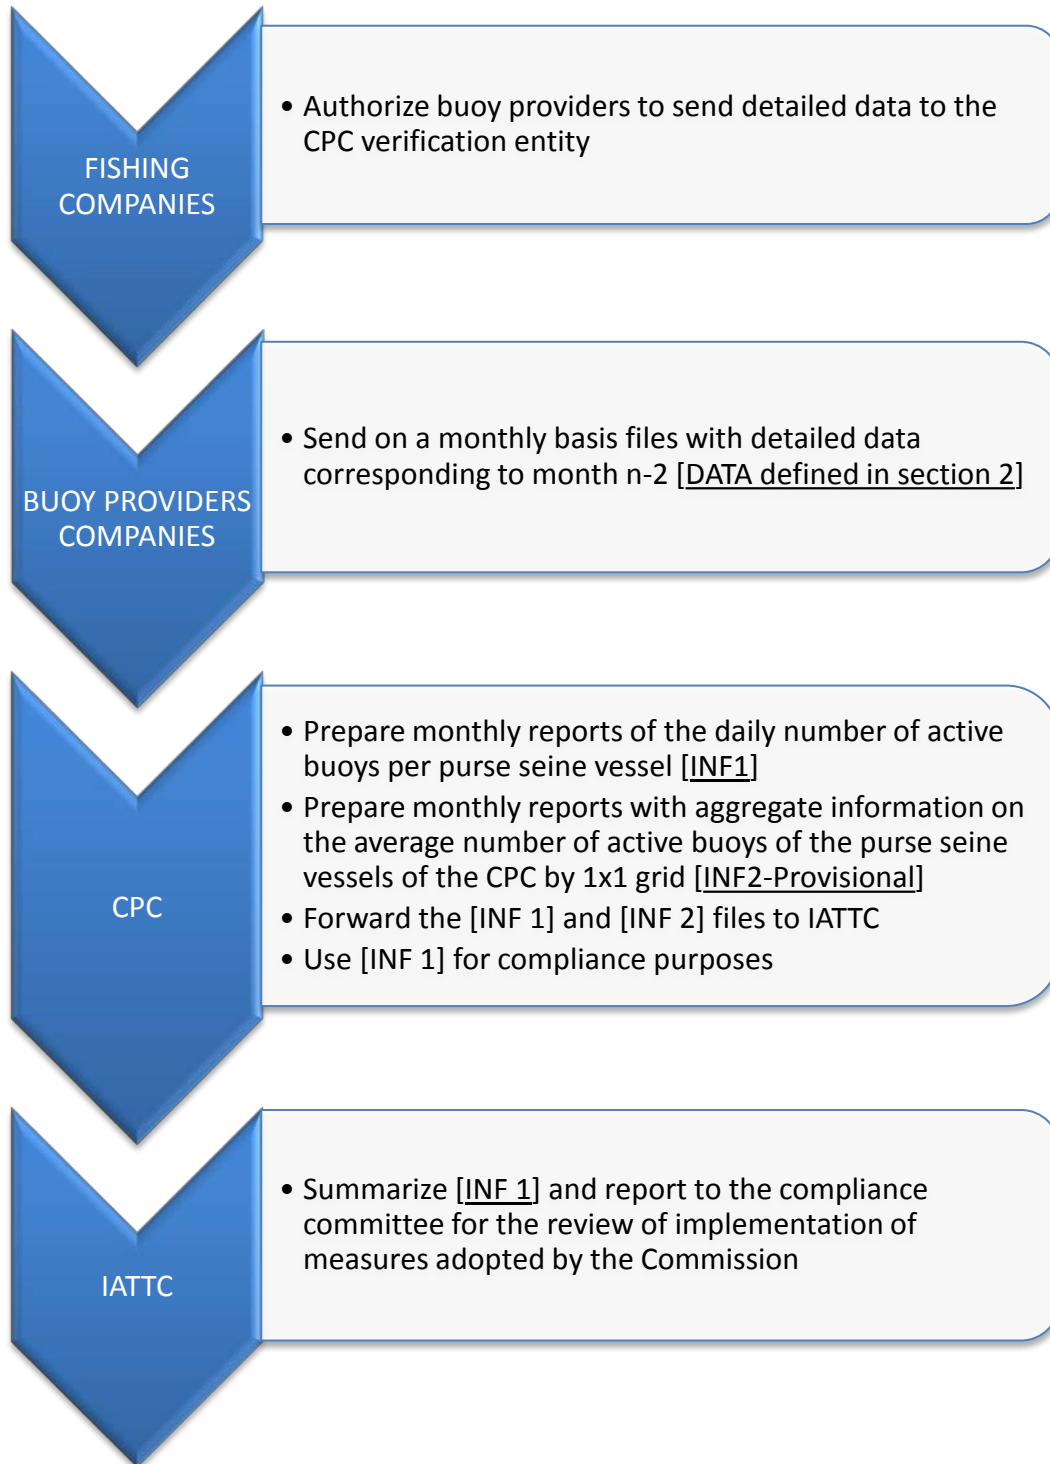 FISHING
COMPANIES
• Authorize buoy providers to send detailed data to the
CPC verification entity
BUOY PROVIDERS
COMPANIES
• Send on a monthly basis files with detailed data
corresponding to month n-2 [DATA defined in section 2]
CPC
• Prepare monthly reports of the daily number of active
buoys per purse seine vessel [INF1]
• Prepare monthly reports with aggregate information on
the average number of active buoys of the purse seine
vessels of the CPC by 1x1 grid [INF2-Provisional]
• Forward the [INF 1] and [INF 2] files to IATTC
• Use [INF 1] for compliance purposes
IATTC
• Summarize [INF 1] and report to the compliance
committee for the review of implementation of
measures adopted by the Commission